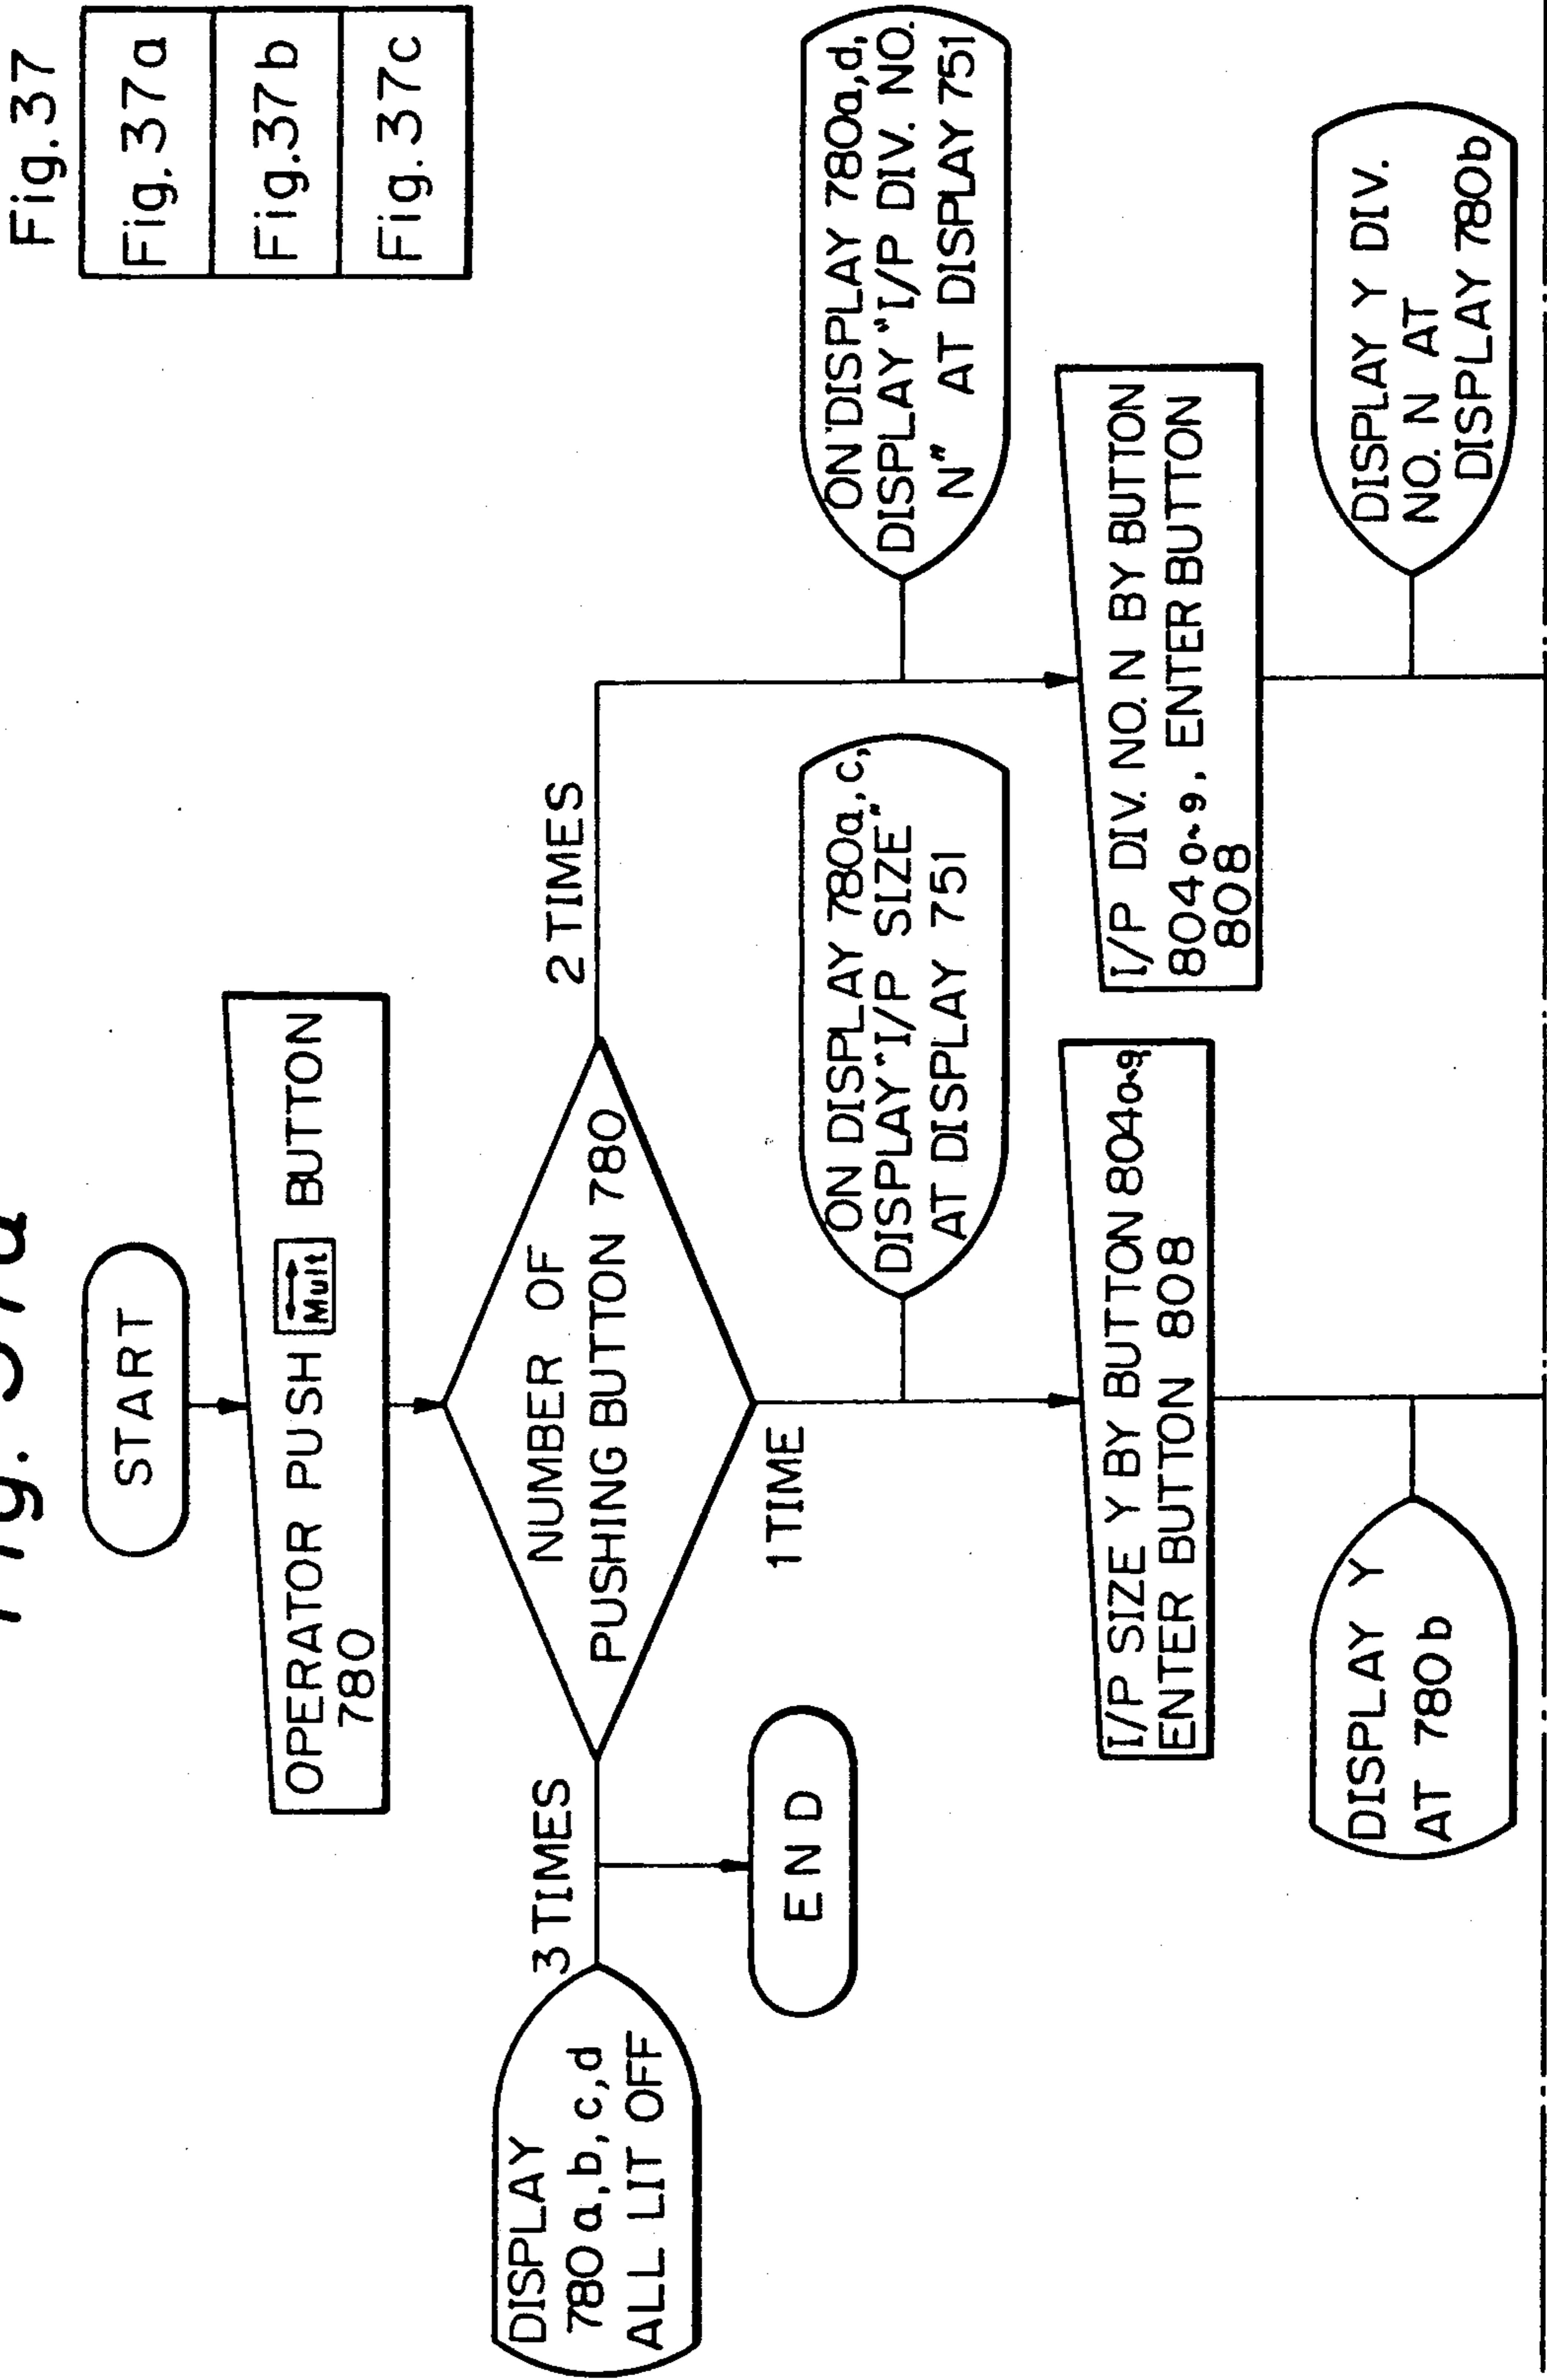 Fig. 37a
Fig.37
Fig.37a
Fig.37b
Fig.37c
START
OPERATOR PUSH Mult BUTTON
780
NUMBER OF
PUSHING BUTTON 780
3 TIMES
2 TIMES
1 TIME
DISPLAY
780a,b,c,d
ALL LIT OFF
END
ON DISPLAY 780a,c,
DISPLAY "I/P SIZE"
AT DISPLAY 751
ON DISPLAY 780a,d,
DISPLAY "I/P DIV. NO.
N" AT DISPLAY 751
I/P SIZE Y BY BUTTON 8040~9
ENTER BUTTON 808
I/P DIV. NO. N BY BUTTON
8040~9, ENTER BUTTON
808
DISPLAY Y
AT 780b
DISPLAY Y DIV.
NO. N AT
DISPLAY 780b